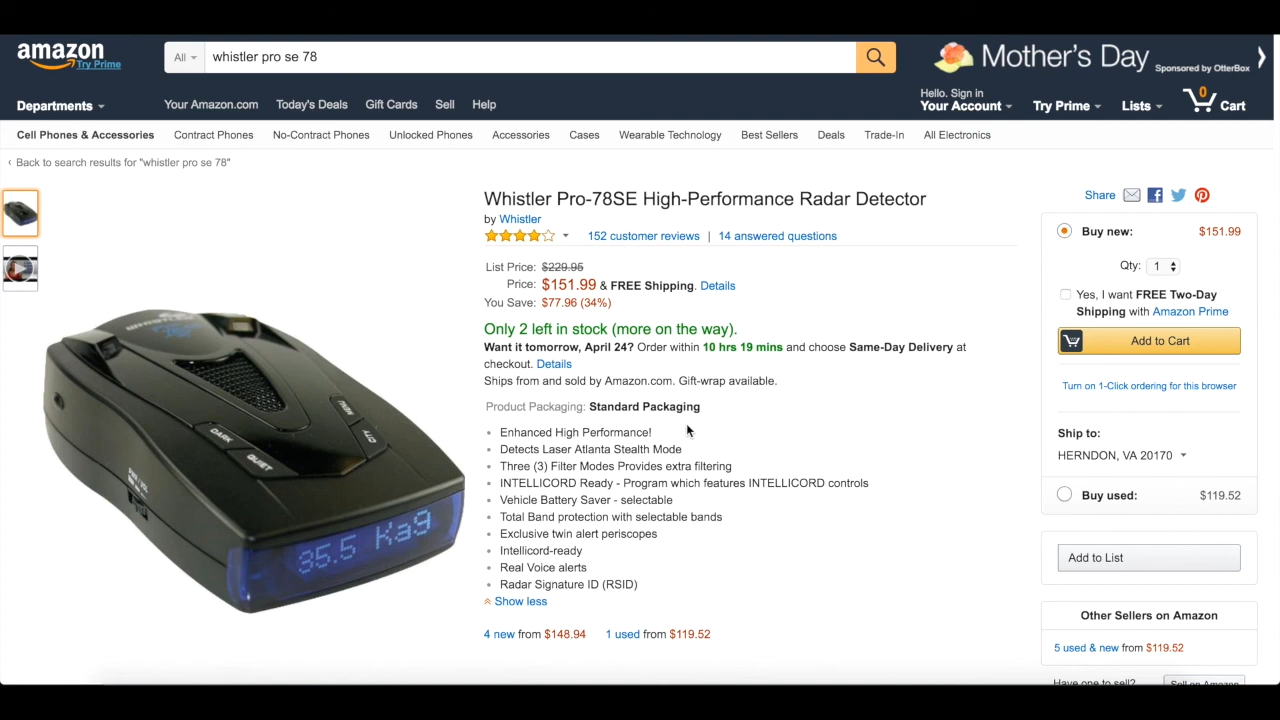 amazon
Try Prime
All
whistler pro se 78
Mother's Day
Sponsored by OtterBox
Departments
Your Amazon.com Today's Deals Gift Cards Sell Help
Hello. Sign in
Your Account
Try Prime
Lists
0
Cart
Cell Phones & Accessories Contract Phones No-Contract Phones Unlocked Phones Accessories Cases Wearable Technology Best Sellers Deals Trade-In All Electronics
‹ Back to search results for "whistler pro se 78"
Whistler Pro-78SE High-Performance Radar Detector
by Whistler
152 customer reviews | 14 answered questions
List Price: $229.95
Price: $151.99 & FREE Shipping. Details
You Save: $77.96 (34%)
Only 2 left in stock (more on the way).
Want it tomorrow, April 24? Order within 10 hrs 19 mins and choose Same-Day Delivery at
checkout. Details
Ships from and sold by Amazon.com. Gift-wrap available.
Product Packaging: Standard Packaging
• Enhanced High Performance!
• Detects Laser Atlanta Stealth Mode
• Three (3) Filter Modes Provides extra filtering
• INTELLICORD Ready - Program which features INTELLICORD controls
• Vehicle Battery Saver - selectable
• Total Band protection with selectable bands
• Exclusive twin alert periscopes
• Intellicord-ready
• Real Voice alerts
• Radar Signature ID (RSID)
Show less
4 new from $148.94 1 used from $119.52
WHISTLER
MENU
CITY
DARK
QUIET
35.5 Ka9
Share
Buy new: $151.99
Qty: 1
Yes, I want FREE Two-Day
Shipping with Amazon Prime
Add to Cart
Turn on 1-Click ordering for this browser
Ship to:
HERNDON, VA 20170
Buy used: $119.52
Add to List
Other Sellers on Amazon
5 used & new from $119.52
Have one to sell? Sell on Amazon